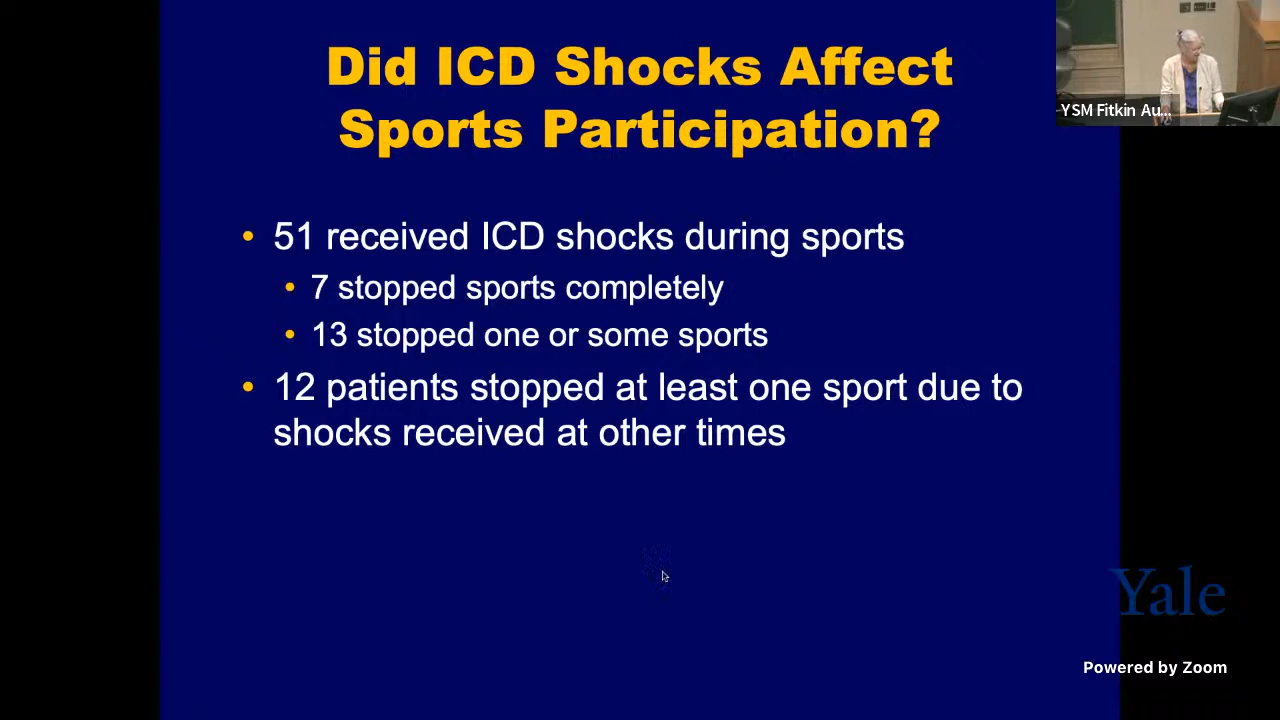 Did ICD Shocks Affect
Sports Participation?
• 51 received ICD shocks during sports
• 7 stopped sports completely
• 13 stopped one or some sports
• 12 patients stopped at least one sport due to
shocks received at other times
YSM Fitkin Au...
Yale
Powered by Zoom